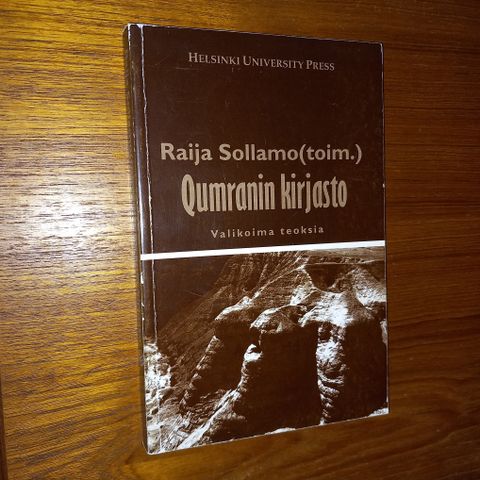 HELSINKI UNIVERSITY PRESS
Raija Sollamo(toim.)
Qumranin kirjasto
Valikoima teoksia